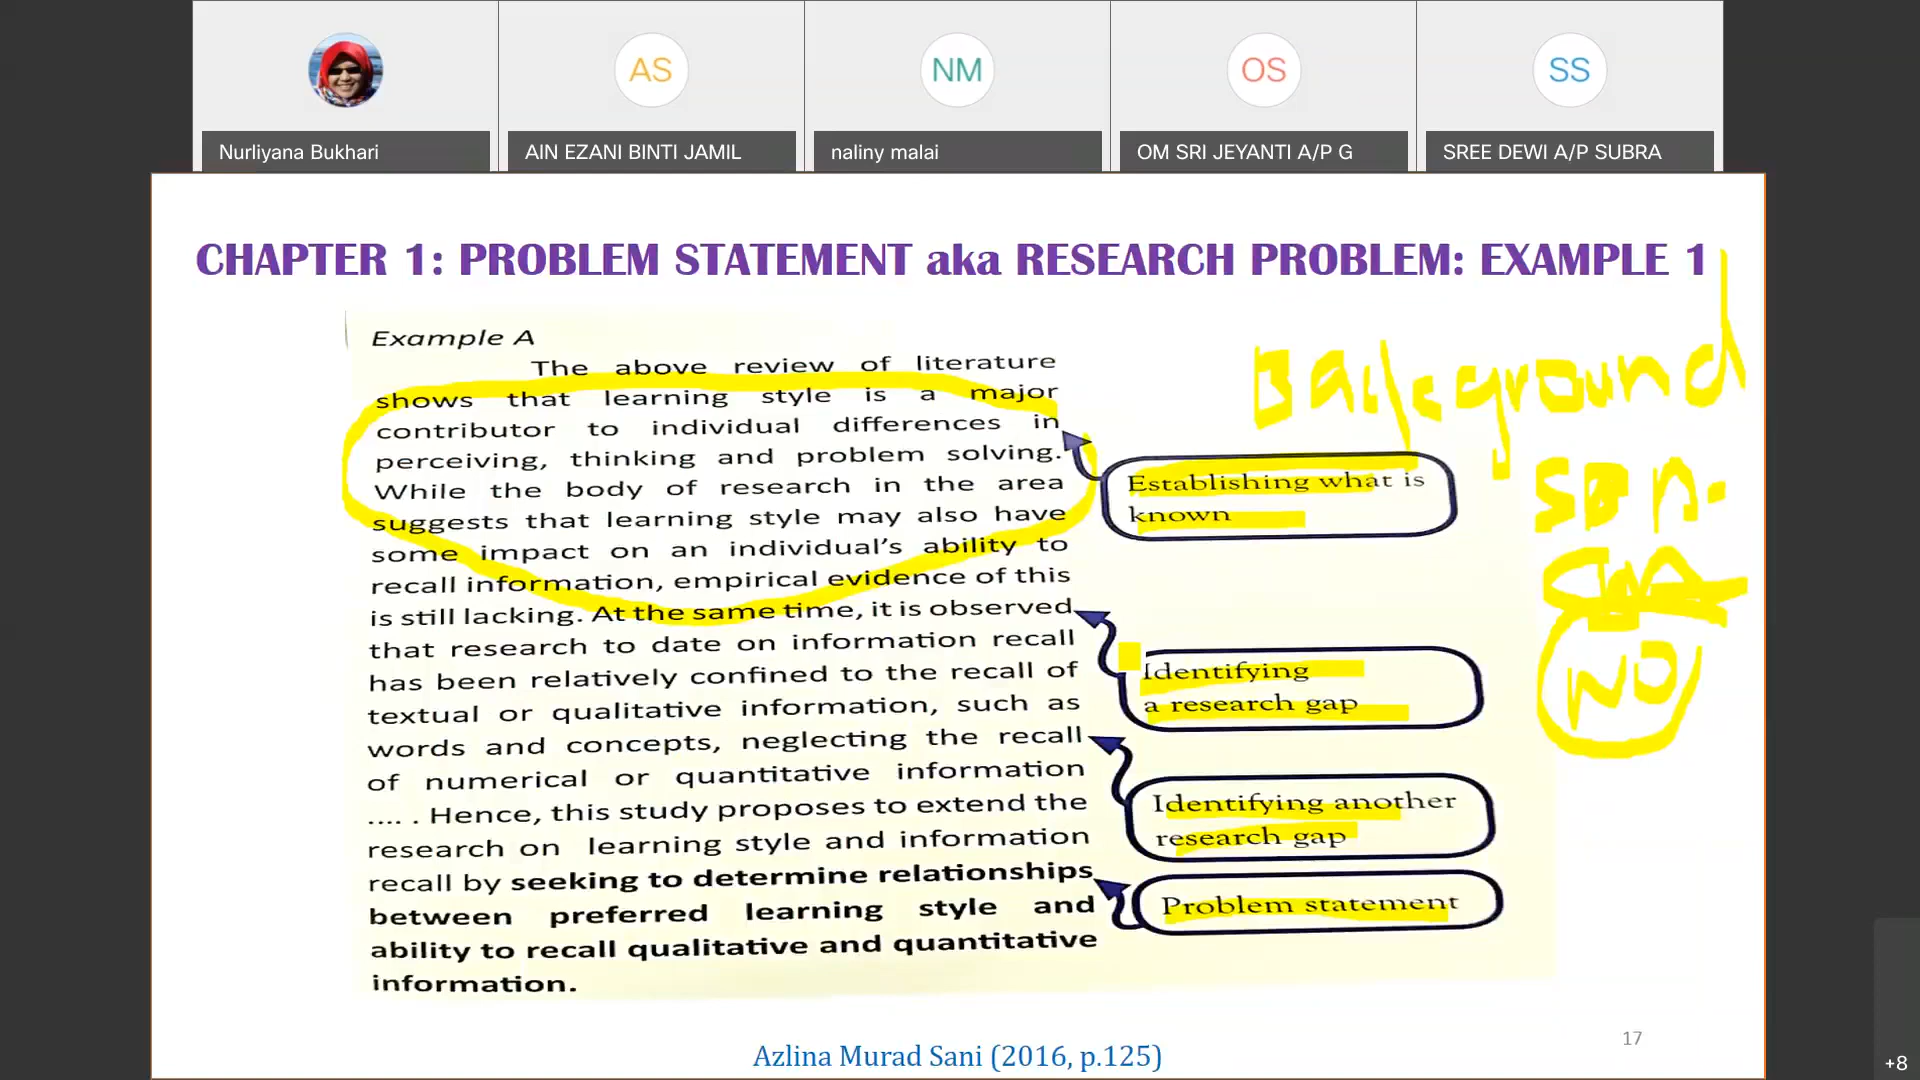 AS
NM
OS
SS
Nurliyana Bukhari
AIN EZANI BINTI JAMIL
naliny malai
OM SRI JEYANTI A/P G
SREE DEWI A/P SUBRA
CHAPTER 1: PROBLEM STATEMENT aka RESEARCH PROBLEM: EXAMPLE 1
Example A
The above review of literature
shows that learning style is a major
contributor to individual differences in
perceiving, thinking and problem solving.
While the body of research in the area
suggests that learning style may also have
some impact on an individual’s ability to
recall information, empirical evidence of this
is still lacking. At the same time, it is observed
that research to date on information recall
has been relatively confined to the recall of
textual or qualitative information, such as
words and concepts, neglecting the recall
of numerical or quantitative information
.... . Hence, this study proposes to extend the
research on learning style and information
recall by seeking to determine relationships
between preferred learning style and
ability to recall qualitative and quantitative
information.
Establishing what is
known
Identifying
a research gap
Identifying another
research gap
Problem statement
Background
NO
Azlina Murad Sani (2016, p.125)
17
+8